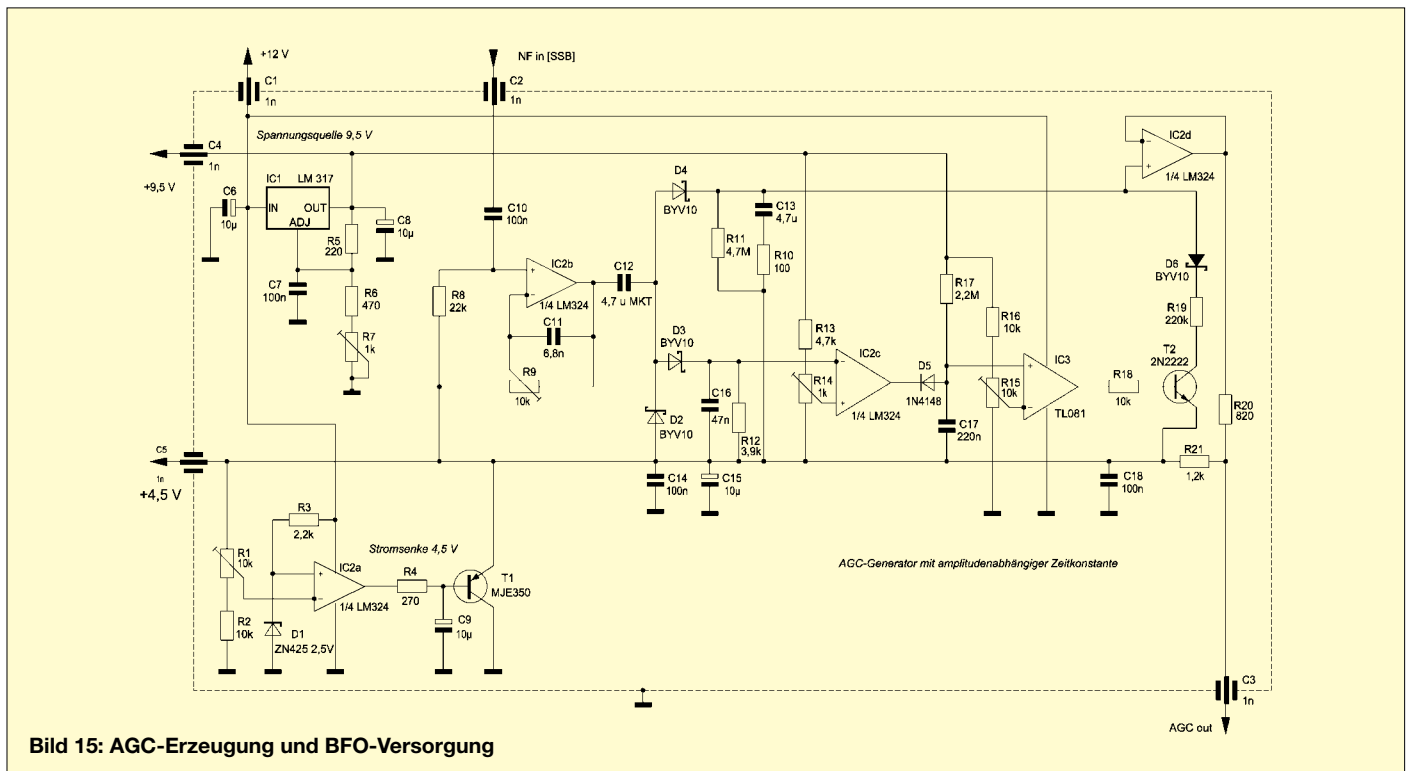 +12 V
NF in [SSB]
C1
1n
C2
1n
Spannungsquelle 9,5 V
C4
1n
+9,5 V
IC1
LM 317
IN
OUT
ADJ
C6
10µ
C8
10µ
R5
220
C7
100n
R6
470
R7
1k
C10
100n
R8
22k
+
−
IC2b
1/4 LM324
C11
6,8n
R9
10k
C12
4,7 u MKT
D4
BYV10
R11
4,7M
C13
4,7u
R10
100
D3
BYV10
D2
BYV10
C16
47n
R12
3,9k
C14
100n
C15
10µ
R13
4,7k
R14
1k
−
+
IC2c
1/4 LM324
D5
1N4148
R17
2,2M
R16
10k
R15
10k
C17
220n
+
−
IC3
TL081
R18
10k
−
+
IC2d
1/4 LM324
D6
BYV10
R19
220k
T2
2N2222
R20
820
R21
1,2k
C18
100n
C5
1n
+4,5 V
R3
2,2k
R1
10k
R2
10k
+
−
IC2a
1/4 LM324
D1
ZN425 2,5V
Stromsenke 4,5 V
R4
270
C9
10µ
T1
MJE350
AGC-Generator mit amplitudenabhängiger Zeitkonstante
C3
1n
AGC out
Bild 15: AGC-Erzeugung und BFO-Versorgung